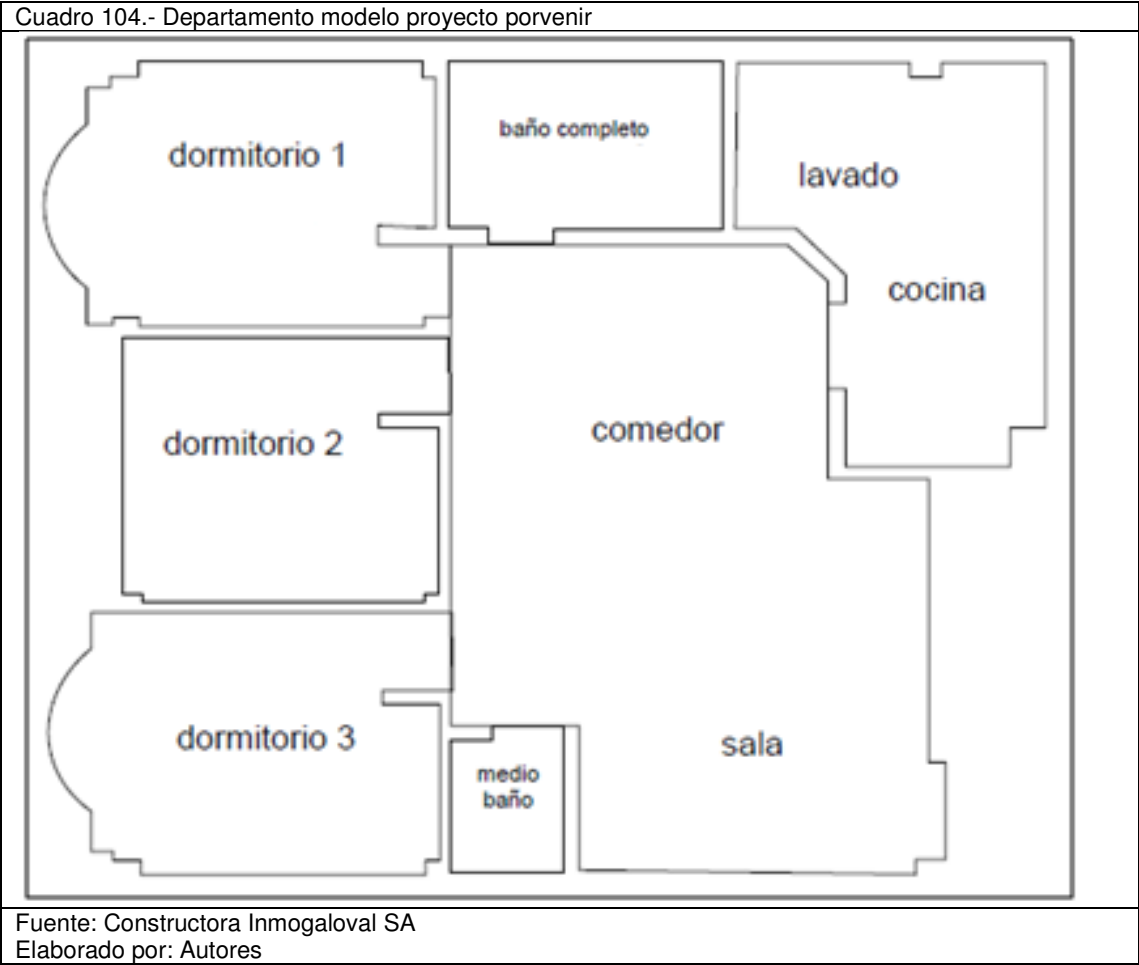 Cuadro 104.- Departamento modelo proyecto porvenir
dormitorio 1
baño completo
lavado
cocina
dormitorio 2
comedor
dormitorio 3
medio
baño
sala
Fuente: Constructora Inmogaloval SA
Elaborado por: Autores